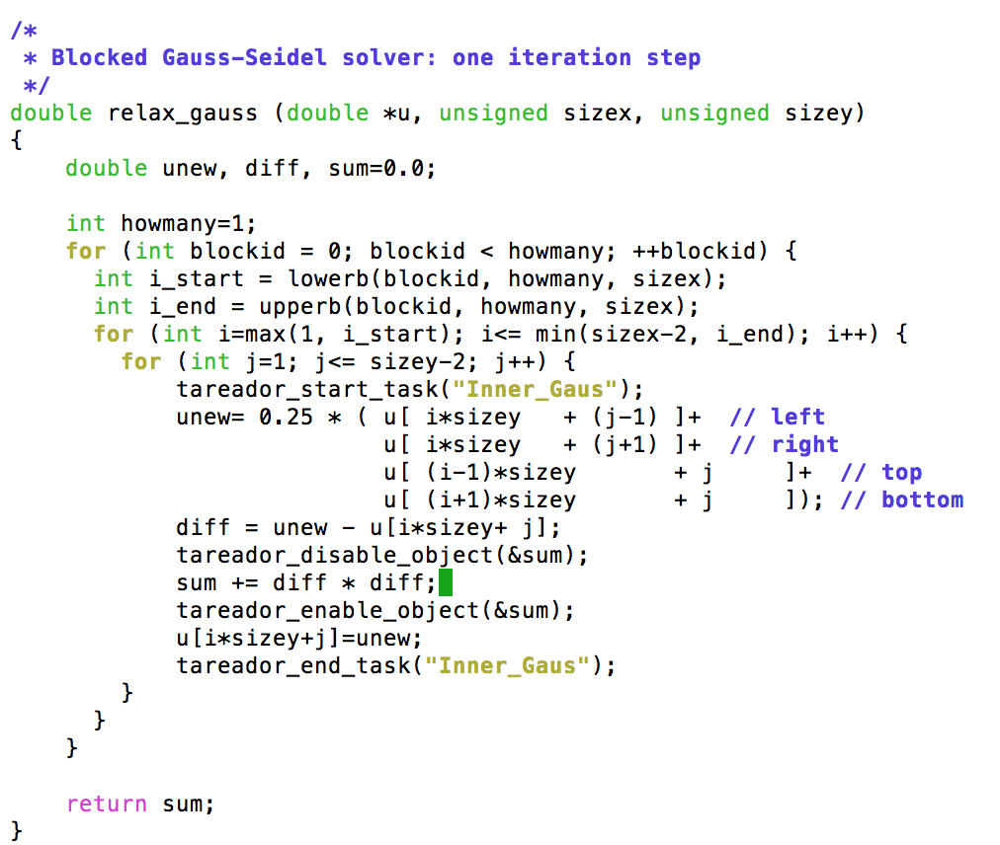 /*
 * Blocked Gauss-Seidel solver: one iteration step
 */
double relax_gauss (double *u, unsigned sizex, unsigned sizey)
{
    double unew, diff, sum=0.0;

    int howmany=1;
    for (int blockid = 0; blockid < howmany; ++blockid) {
      int i_start = lowerb(blockid, howmany, sizex);
      int i_end = upperb(blockid, howmany, sizex);
      for (int i=max(1, i_start); i<= min(sizex-2, i_end); i++) {
        for (int j=1; j<= sizey-2; j++) {
            tareador_start_task("Inner_Gaus");
            unew= 0.25 * ( u[ i*sizey   + (j-1) ]+  // left
                           u[ i*sizey   + (j+1) ]+  // right
                           u[ (i-1)*sizey       + j     ]+  // top
                           u[ (i+1)*sizey       + j     ]); // bottom
            diff = unew - u[i*sizey+ j];
            tareador_disable_object(&sum);
            sum += diff * diff;
            tareador_enable_object(&sum);
            u[i*sizey+j]=unew;
            tareador_end_task("Inner_Gaus");
        }
      }
    }

    return sum;
}